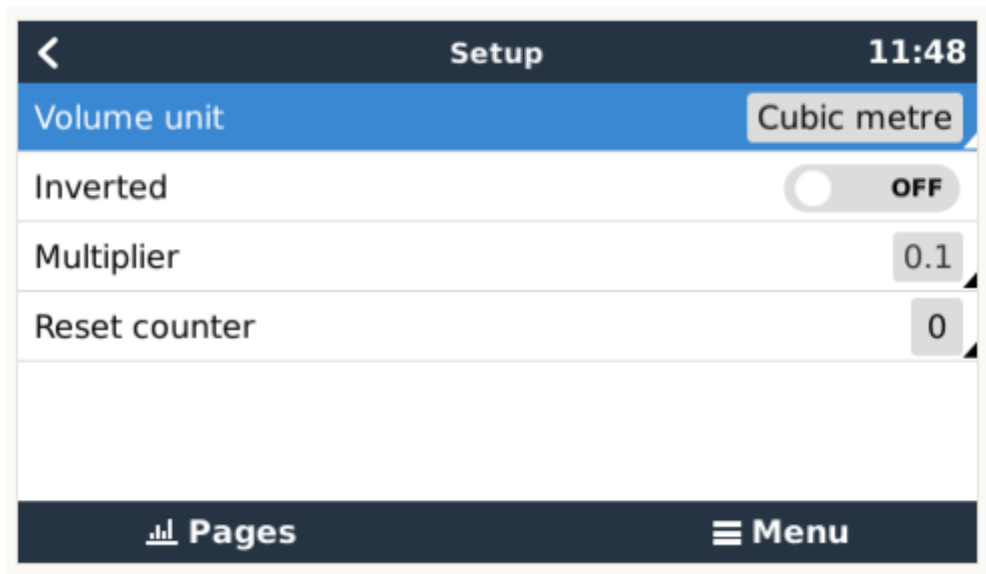 Setup 11:48
Volume unit Cubic metre
Inverted OFF
Multiplier 0.1
Reset counter 0
Pages Menu